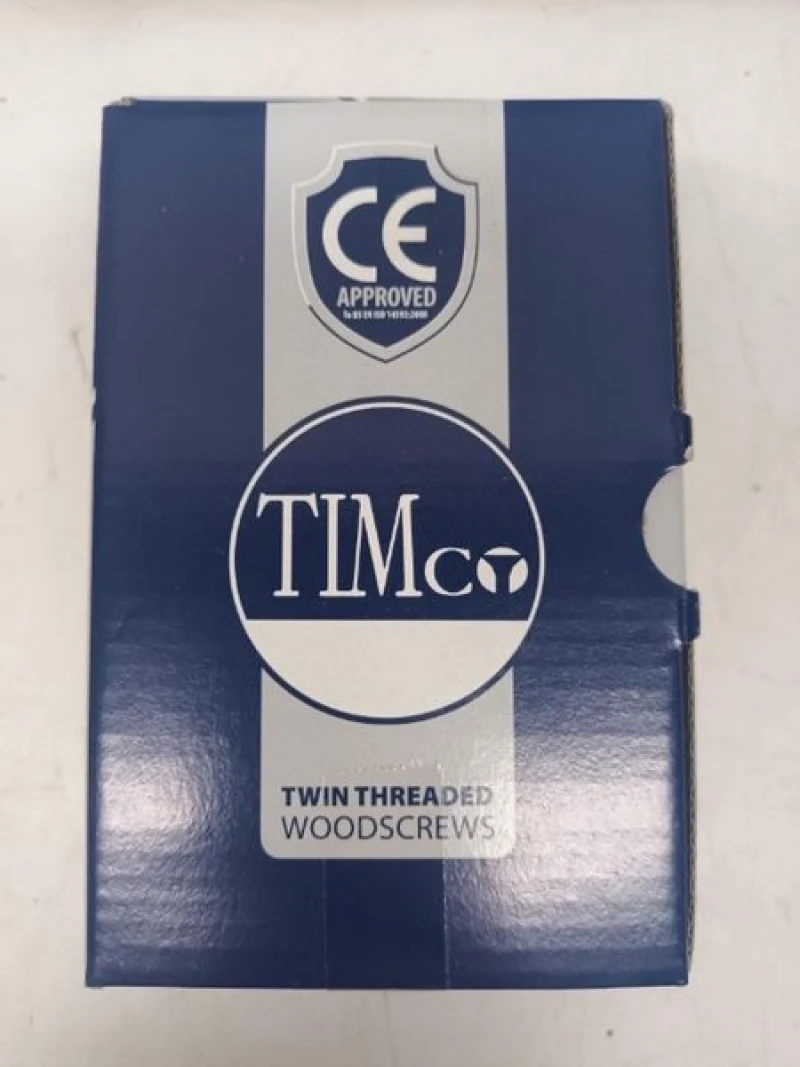 CE
APPROVED
TIMco
TWIN THREADED
WOODSCREWS